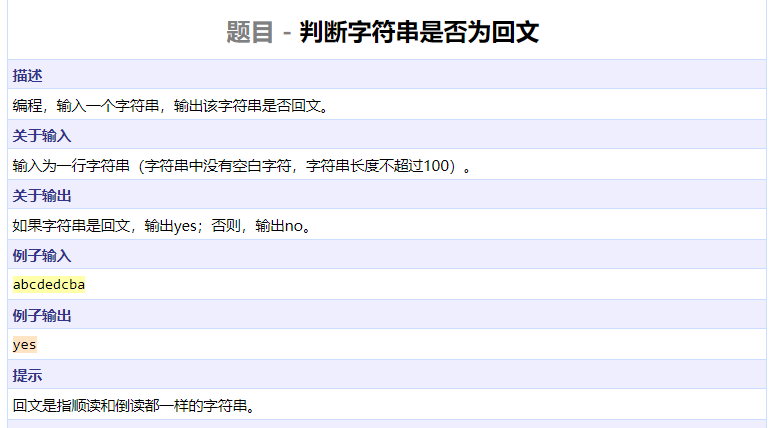 题目 - 判断字符串是否为回文
描述
编程，输入一个字符串，输出该字符串是否回文。
关于输入
输入为一行字符串（字符串中没有空白字符，字符串长度不超过100）。
关于输出
如果字符串是回文，输出yes；否则，输出no。
例子输入
abcdedcba
例子输出
yes
提示
回文是指顺读和倒读都一样的字符串。